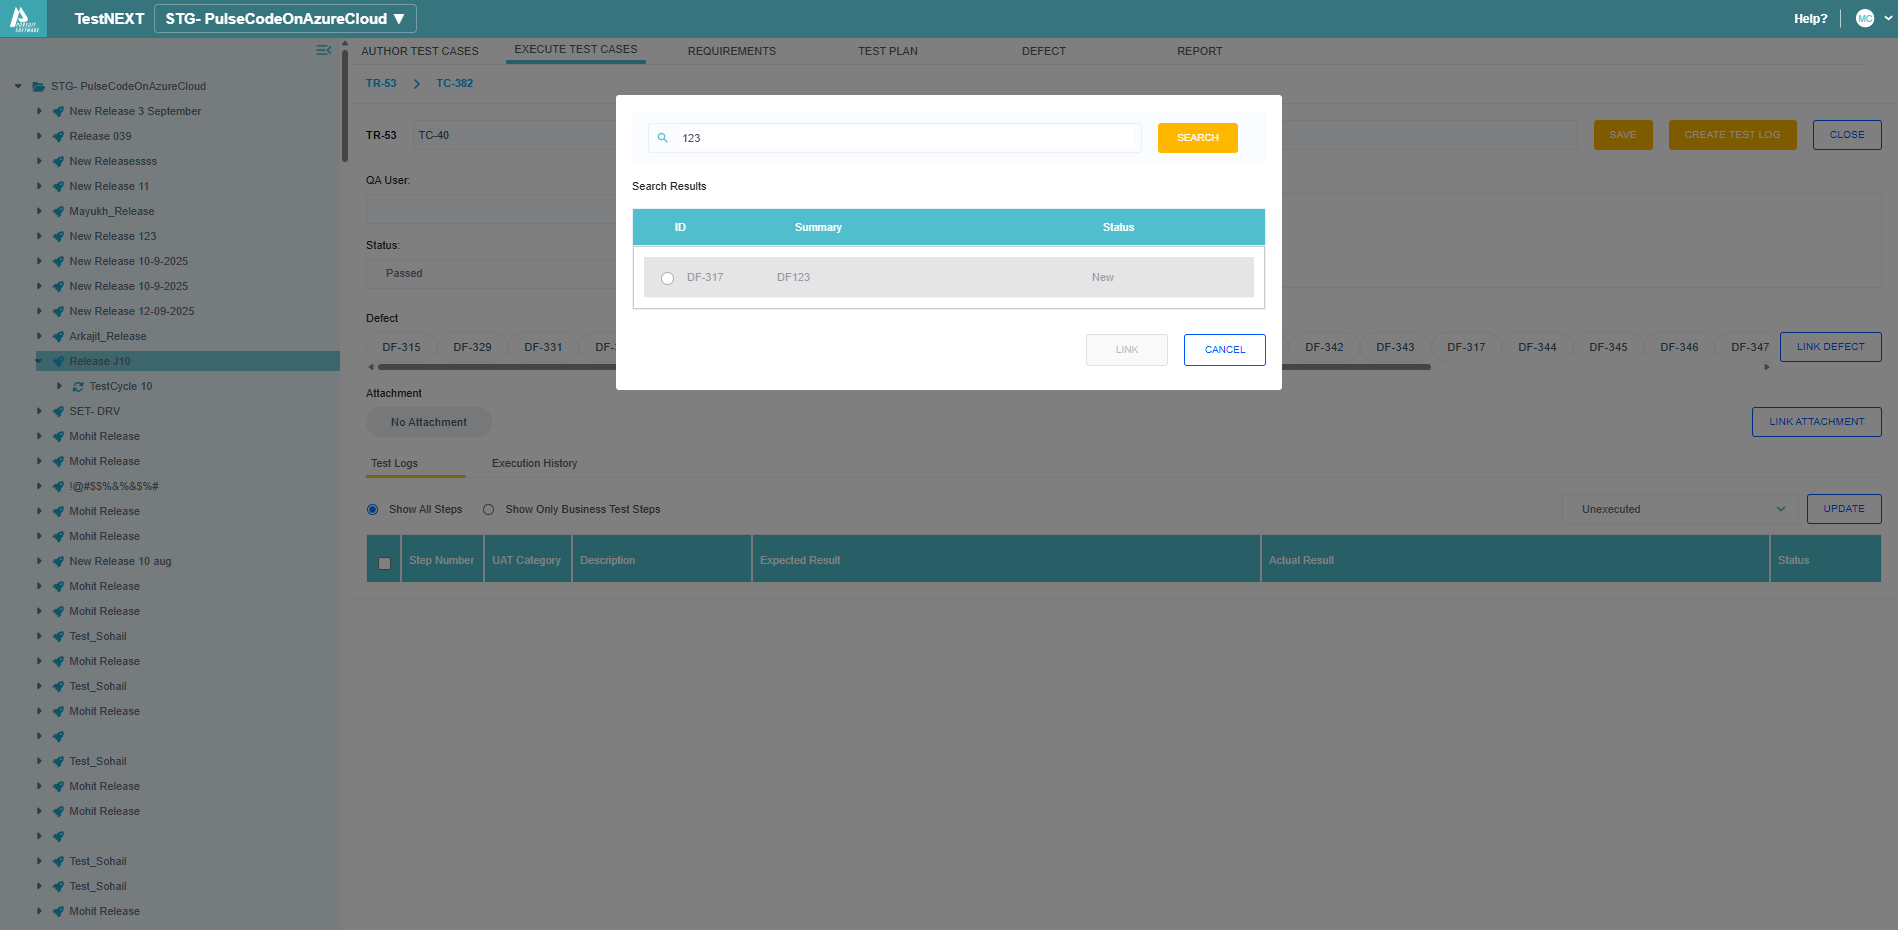 PURSUIT
SOFTWARE
TestNEXT
STG- PulseCodeOnAzureCloud ▼
Help?
MC
STG- PulseCodeOnAzureCloud
New Release 3 September
Release 039
New Releasessss
New Release 11
Mayukh_Release
New Release 123
New Release 10-9-2025
New Release 10-9-2025
New Release 12-09-2025
Arkajit_Release
Release J10
TestCycle 10
SET- DRV
Mohit Release
Mohit Release
!@#$$%&%&$%#
Mohit Release
Mohit Release
New Release 10 aug
Mohit Release
Mohit Release
Test_Sohail
Mohit Release
Test_Sohail
Mohit Release
Test_Sohail
Mohit Release
Mohit Release
Test_Sohail
Test_Sohail
Mohit Release
AUTHOR TEST CASES EXECUTE TEST CASES REQUIREMENTS TEST PLAN DEFECT REPORT
TR-53 > TC-382
TR-53 TC-40
SAVE CREATE TEST LOG CLOSE
QA User:
Status:
Passed
123
SEARCH
Search Results
ID Summary Status
DF-317 DF123 New
LINK CANCEL
Defect
DF-315 DF-329 DF-331 DF- DF-342 DF-343 DF-317 DF-344 DF-345 DF-346 DF-347 LINK DEFECT
Attachment
No Attachment
LINK ATTACHMENT
Test Logs Execution History
Show All Steps Show Only Business Test Steps
Unexecuted UPDATE
Step Number UAT Category Description Expected Result Actual Result Status